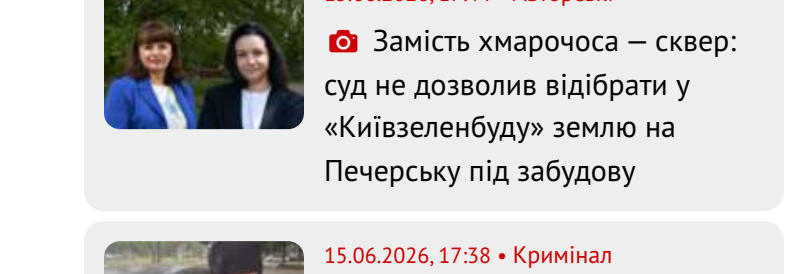 Замість хмарочоса — сквер:
суд не дозволив відібрати у
«Київзеленбуду» землю на
Печерську під забудову
15.06.2026, 17:38 • Кримінал